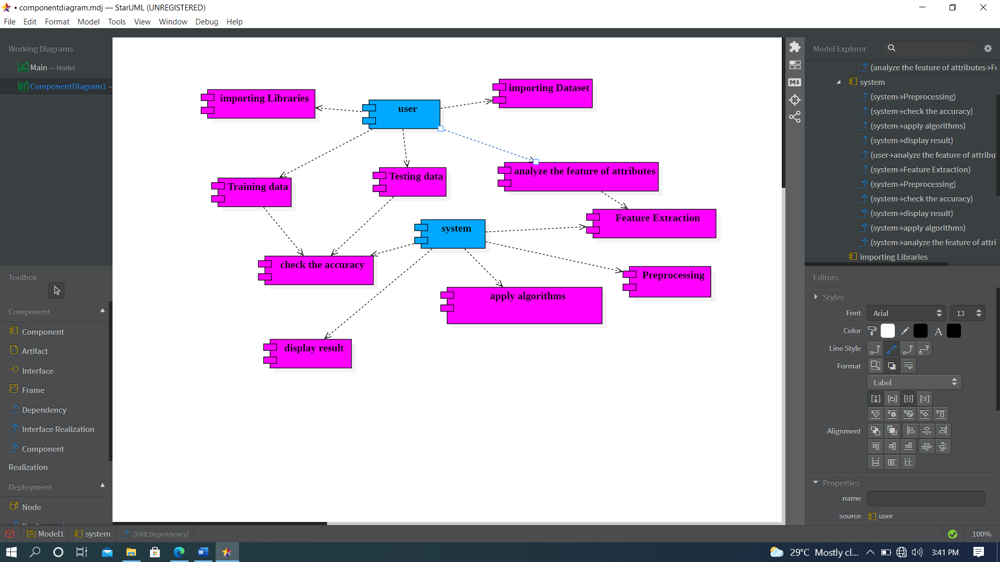 • componentdiagram.mdj — StarUML (UNREGISTERED)
File Edit Format Model Tools View Window Debug Help
Working Diagrams
Main — Model
ComponentDiagram1 –
Toolbox
Component
Component
Artifact
Interface
Frame
Dependency
Interface Realization
Component
Realization
Deployment
Node
importing Libraries
user
importing Dataset
Training data
Testing data
analyze the feature of attributes
Feature Extraction
system
check the accuracy
Preprocessing
apply algorithms
display result
Model Explorer
(analyze the feature of attributes→Fe
system
(system→Preprocessing)
(system→check the accuracy)
(system→apply algorithms)
(system→display result)
(user→analyze the feature of attribu
(system→Feature Extraction)
(system→Preprocessing)
(system→check the accuracy)
(system→display result)
(system→apply algorithms)
(system→analyze the feature of attri
importing Libraries
Editors
Styles
Font Arial 13
Color A
Line Style
Format
Label
Alignment
Properties
name
source user
Model1 system [UMLDependency] 100%
29°C Mostly cl... 3:41 PM